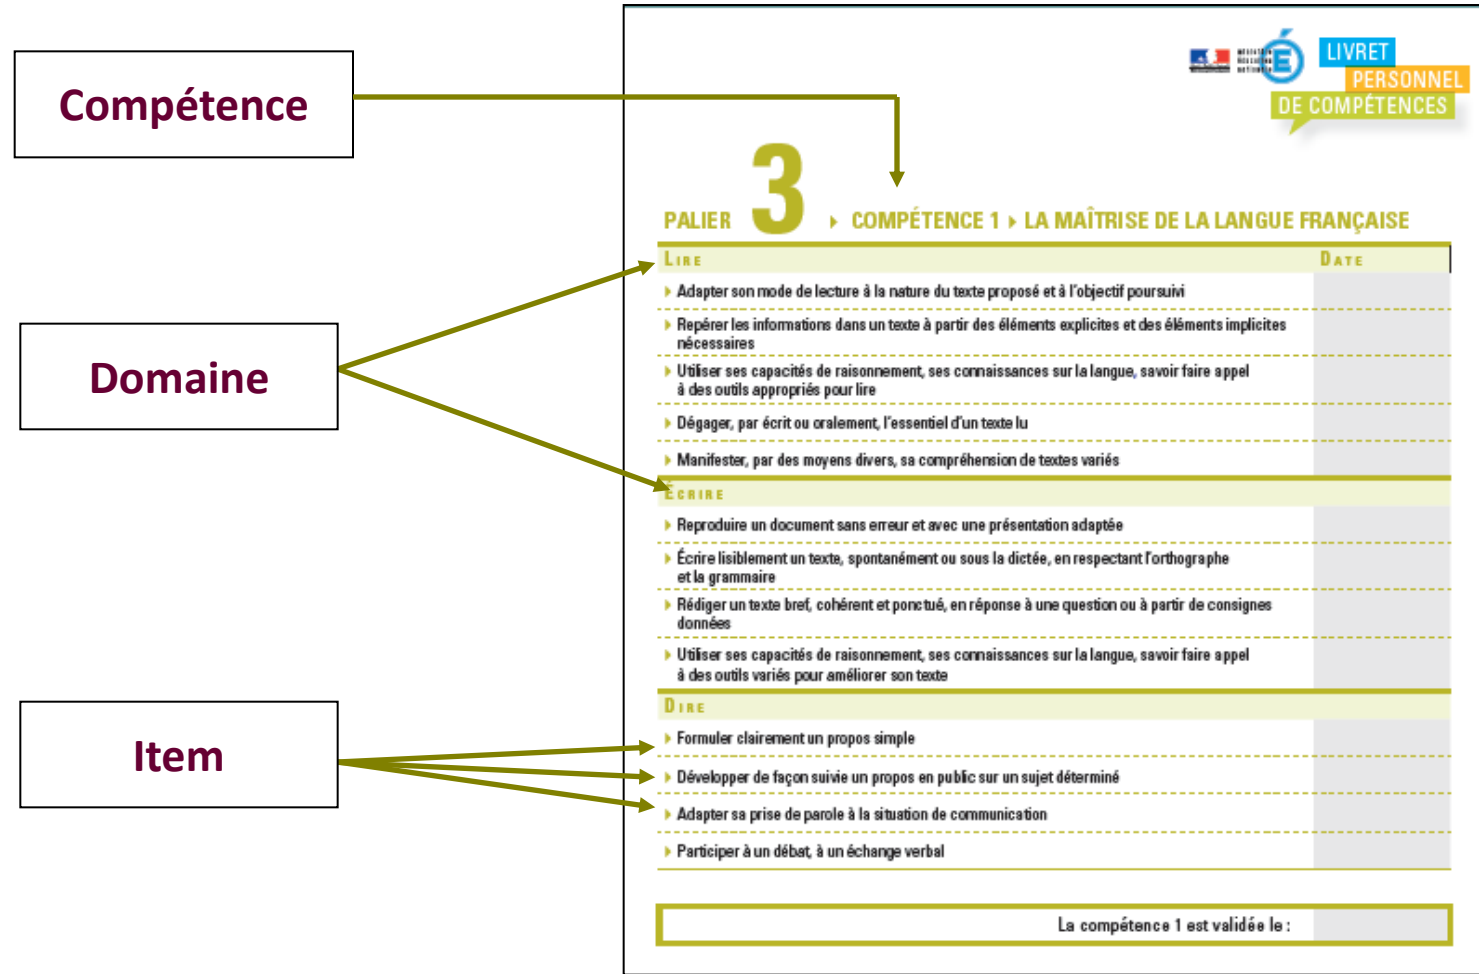 Compétence
Domaine
Item
LIVRET
PERSONNEL
DE COMPÉTENCES
PALIER 3 COMPÉTENCE 1 LA MAÎTRISE DE LA LANGUE FRANÇAISE
LIRE DATE
Adapter son mode de lecture à la nature du texte proposé et à l'objectif poursuivi
Repérer les informations dans un texte à partir des éléments explicites et des éléments implicites
nécessaires
Utiliser ses capacités de raisonnement, ses connaissances sur la langue, savoir faire appel
à des outils appropriés pour lire
Dégager, par écrit ou oralement, l'essentiel d'un texte lu
Manifester, par des moyens divers, sa compréhension de textes variés
ÉCRIRE
Reproduire un document sans erreur et avec une présentation adaptée
Écrire lisiblement un texte, spontanément ou sous la dictée, en respectant l'orthographe
et la grammaire
Rédiger un texte bref, cohérent et ponctué, en réponse à une question ou à partir de consignes
données
Utiliser ses capacités de raisonnement, ses connaissances sur la langue, savoir faire appel
à des outils variés pour améliorer son texte
DIRE
Formuler clairement un propos simple
Développer de façon suivie un propos en public sur un sujet déterminé
Adapter sa prise de parole à la situation de communication
Participer à un débat, à un échange verbal
La compétence 1 est validée le :